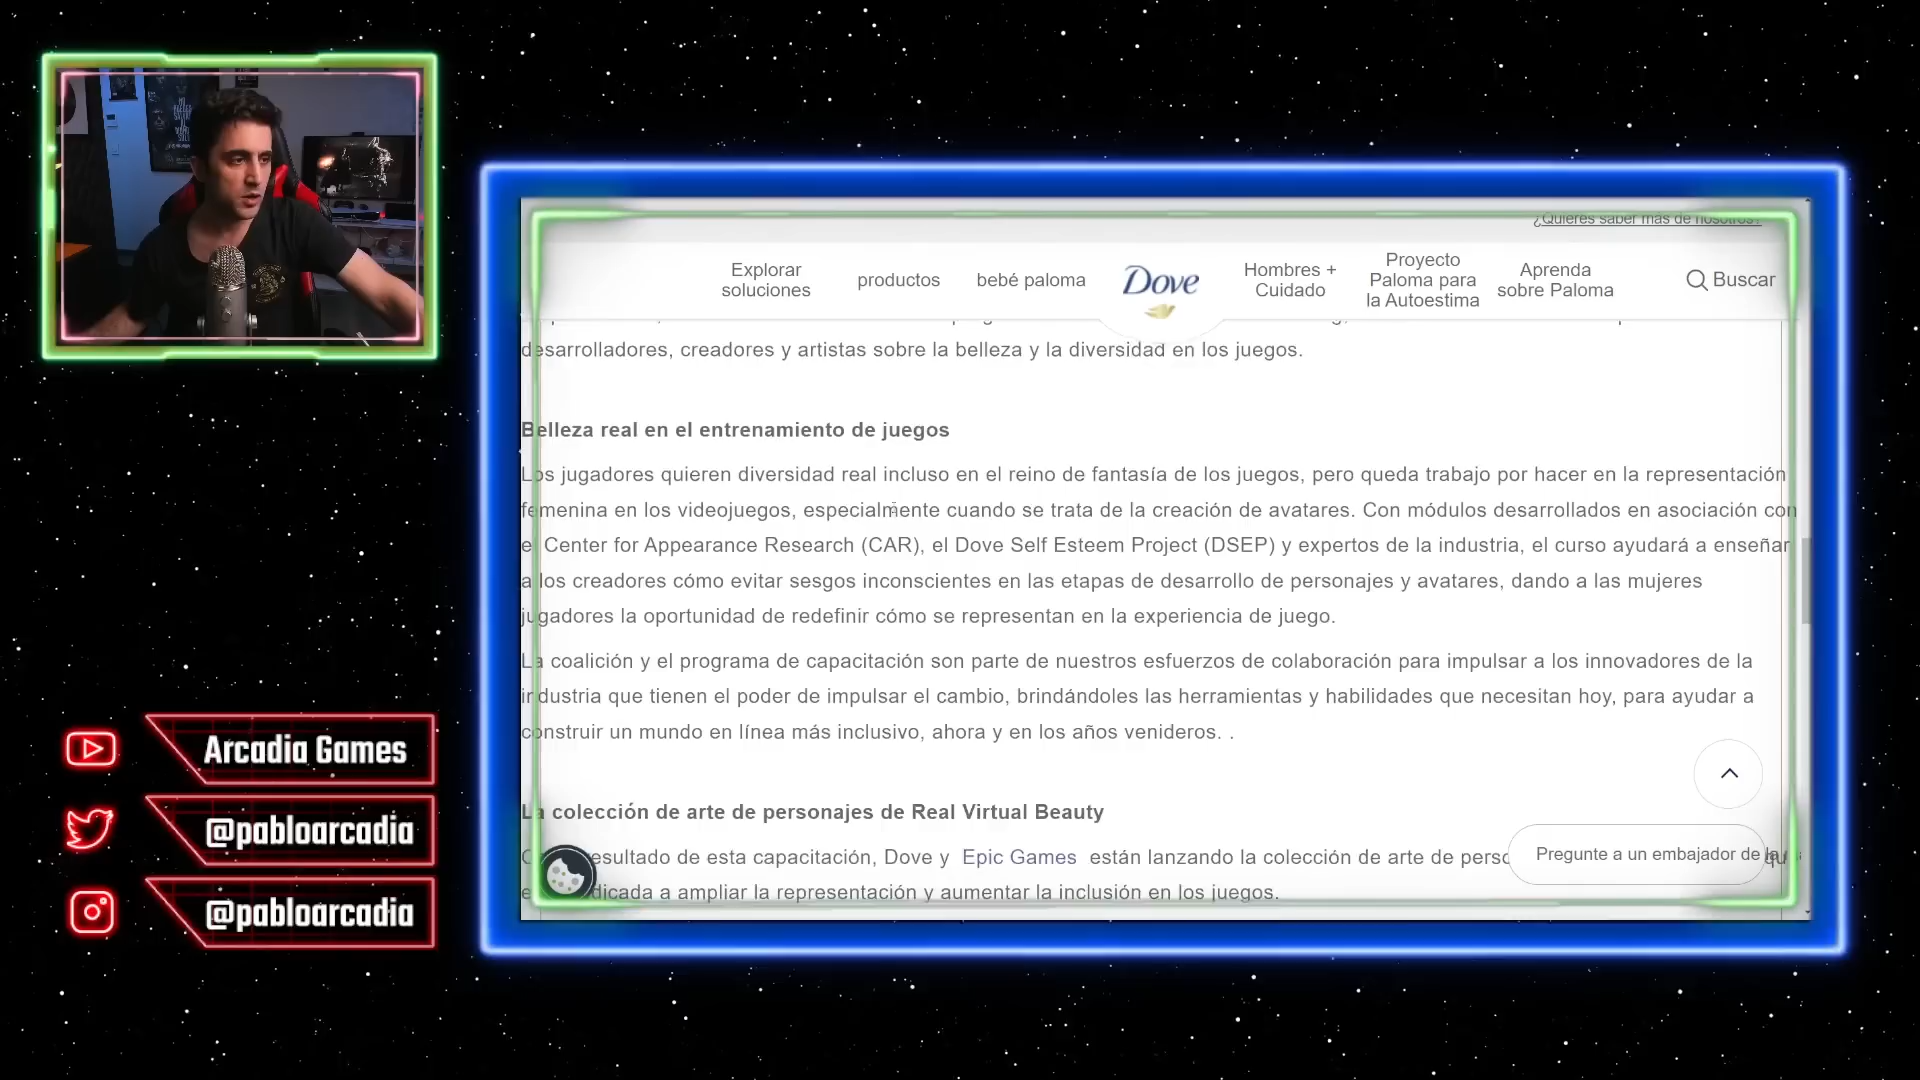 ¿Quieres saber más de nosotros?
Explorar soluciones
productos
bebé paloma
Dove
Hombres + Cuidado
Proyecto Paloma para la Autoestima
Aprenda sobre Paloma
Buscar
desarrolladores, creadores y artistas sobre la belleza y la diversidad en los juegos.
Belleza real en el entrenamiento de juegos
Los jugadores quieren diversidad real incluso en el reino de fantasía de los juegos, pero queda trabajo por hacer en la representación
femenina en los videojuegos, especialmente cuando se trata de la creación de avatares. Con módulos desarrollados en asociación con
el Center for Appearance Research (CAR), el Dove Self Esteem Project (DSEP) y expertos de la industria, el curso ayudará a enseñar
a los creadores cómo evitar sesgos inconscientes en las etapas de desarrollo de personajes y avatares, dando a las mujeres
jugadores la oportunidad de redefinir cómo se representan en la experiencia de juego.
La coalición y el programa de capacitación son parte de nuestros esfuerzos de colaboración para impulsar a los innovadores de la
industria que tienen el poder de impulsar el cambio, brindándoles las herramientas y habilidades que necesitan hoy, para ayudar a
construir un mundo en línea más inclusivo, ahora y en los años venideros. .
La colección de arte de personajes de Real Virtual Beauty
resultado de esta capacitación, Dove y Epic Games están lanzando la colección de arte de
Pregunte a un embajador de la
a ampliar la representación y aumentar la inclusión en los juegos.
Arcadia Games
@pabloarcadia
@pabloarcadia